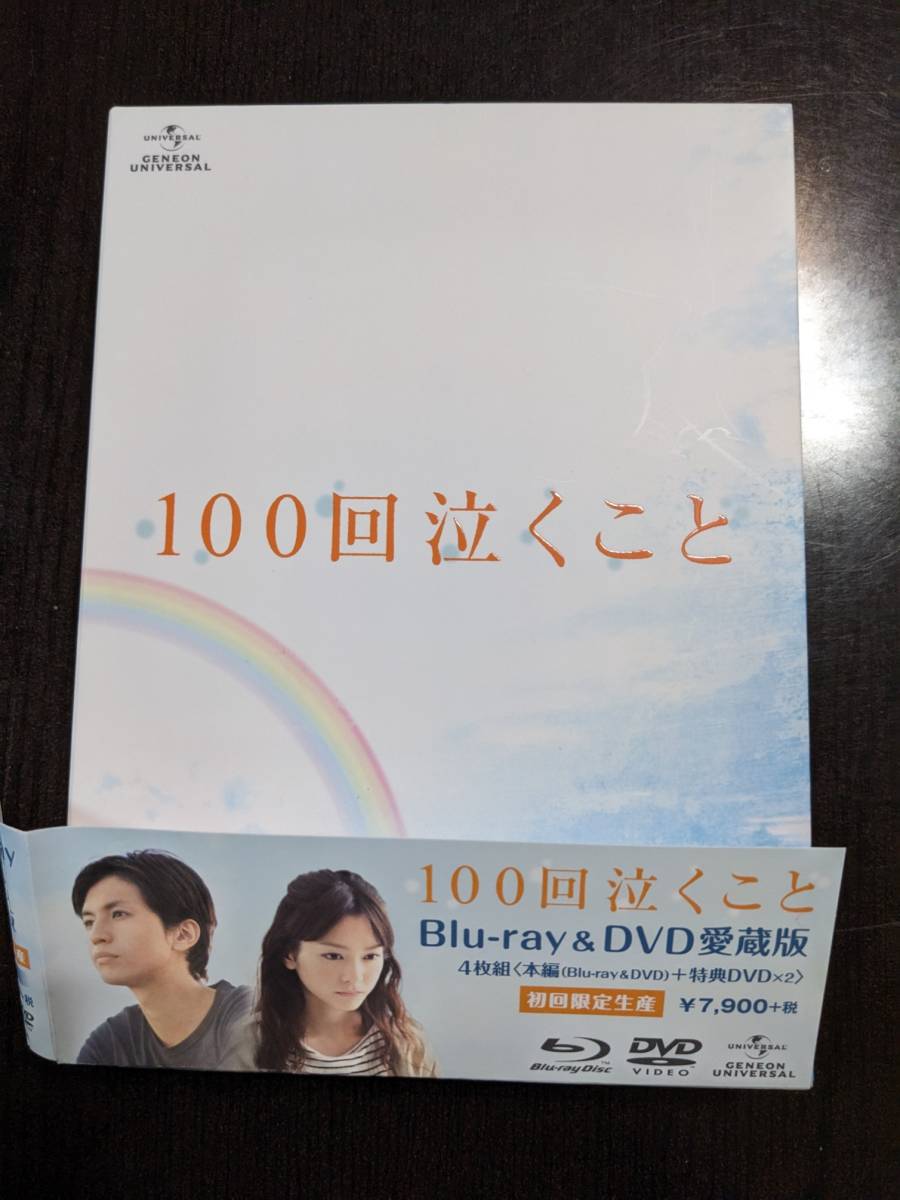 UNIVERSAL
GENEON
UNIVERSAL
100回泣くこと
100回泣くこと
Blu-ray & DVD愛蔵版
4枚組〈本編(Blu-ray&DVD)+特典DVD×2〉
初回限定生産 ¥7,900+税
Blu-ray Disc™
DVD
VIDEO
UNIVERSAL
GENEON
UNIVERSAL